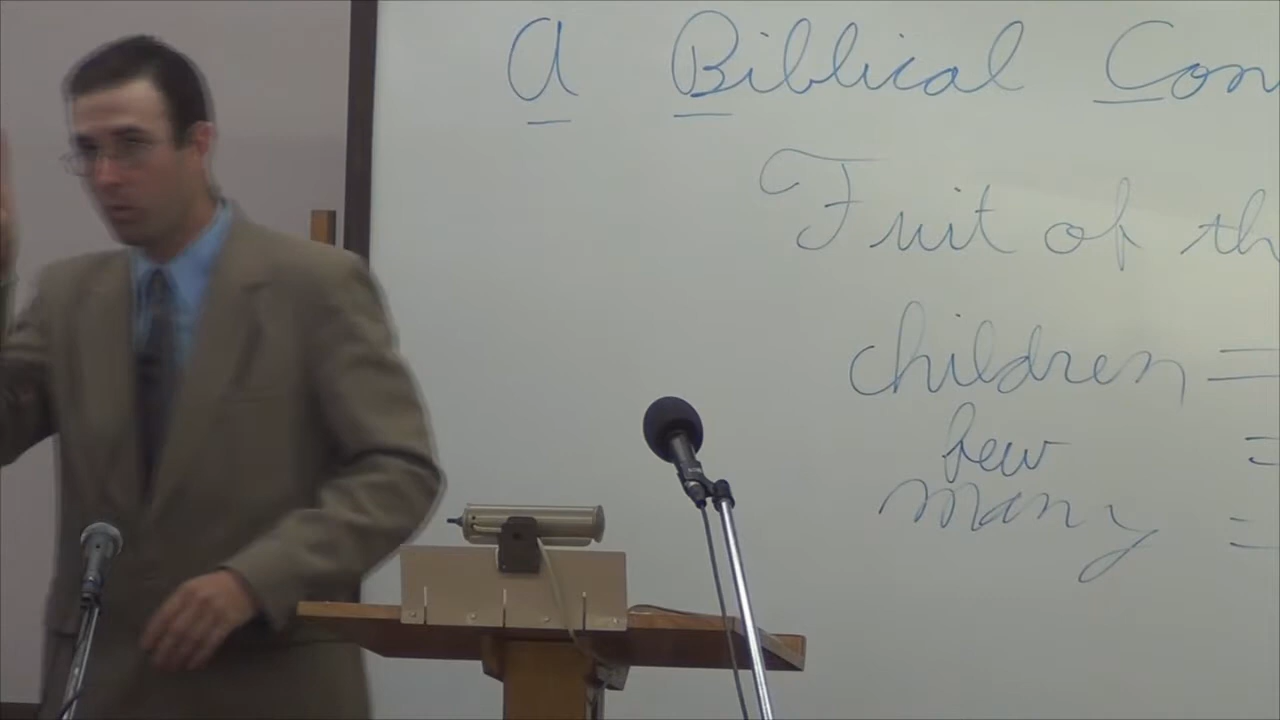 A Biblical Con
Fruit of th
children =
few =
many =